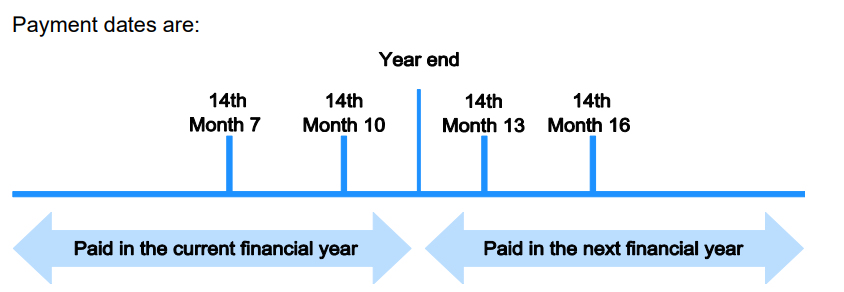 Payment dates are:
Year end
14th
Month 7
14th
Month 10
14th
Month 13
14th
Month 16
Paid in the current financial year
Paid in the next financial year